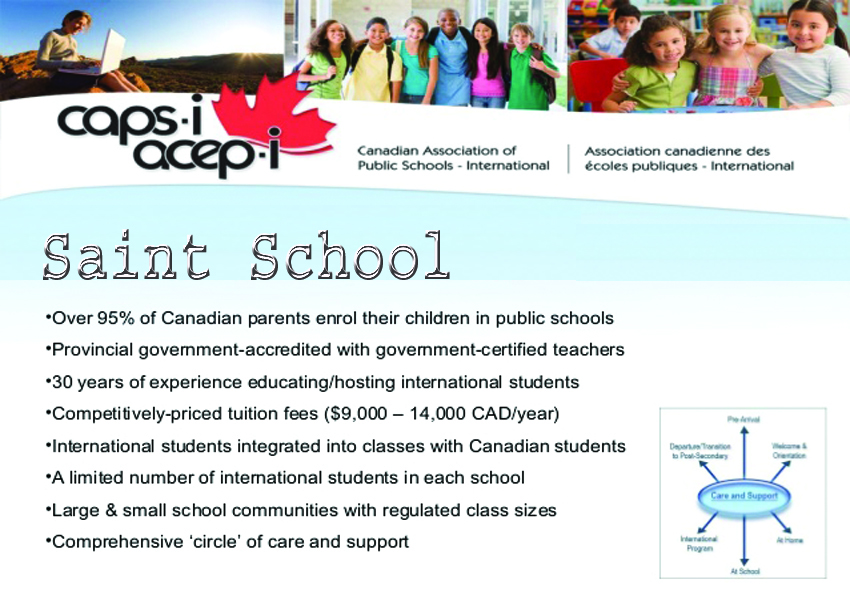 caps·i
acep·i
Canadian Association of
Public Schools - International
Association canadienne des
écoles publiques - International
Saint School
•Over 95% of Canadian parents enrol their children in public schools
•Provincial government-accredited with government-certified teachers
•30 years of experience educating/hosting international students
•Competitively-priced tuition fees ($9,000 – 14,000 CAD/year)
•International students integrated into classes with Canadian students
•A limited number of international students in each school
•Large & small school communities with regulated class sizes
•Comprehensive ‘circle’ of care and support
Pre-Arrival
Departure/Transition
to Post-Secondary
Welcome &
Orientation
Care and Support
International
Program
At Home
At School